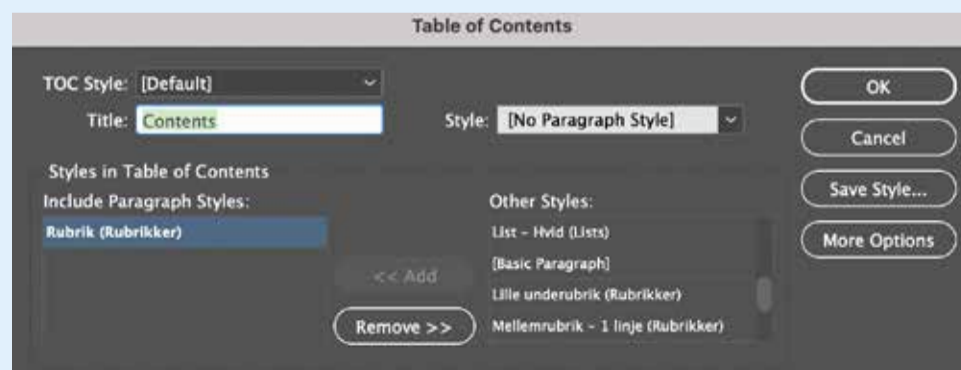 Table of Contents
TOC Style: [Default]
OK
Title: Contents
Style: [No Paragraph Style]
Cancel
Styles in Table of Contents
Include Paragraph Styles:
Other Styles:
Save Style...
Rubrik (Rubrikker)
List - Hvid (Lists)
More Options
[Basic Paragraph]
<< Add
Lille underubrik (Rubrikker)
Remove >>
Mellemrubrik - 1 linje (Rubrikker)